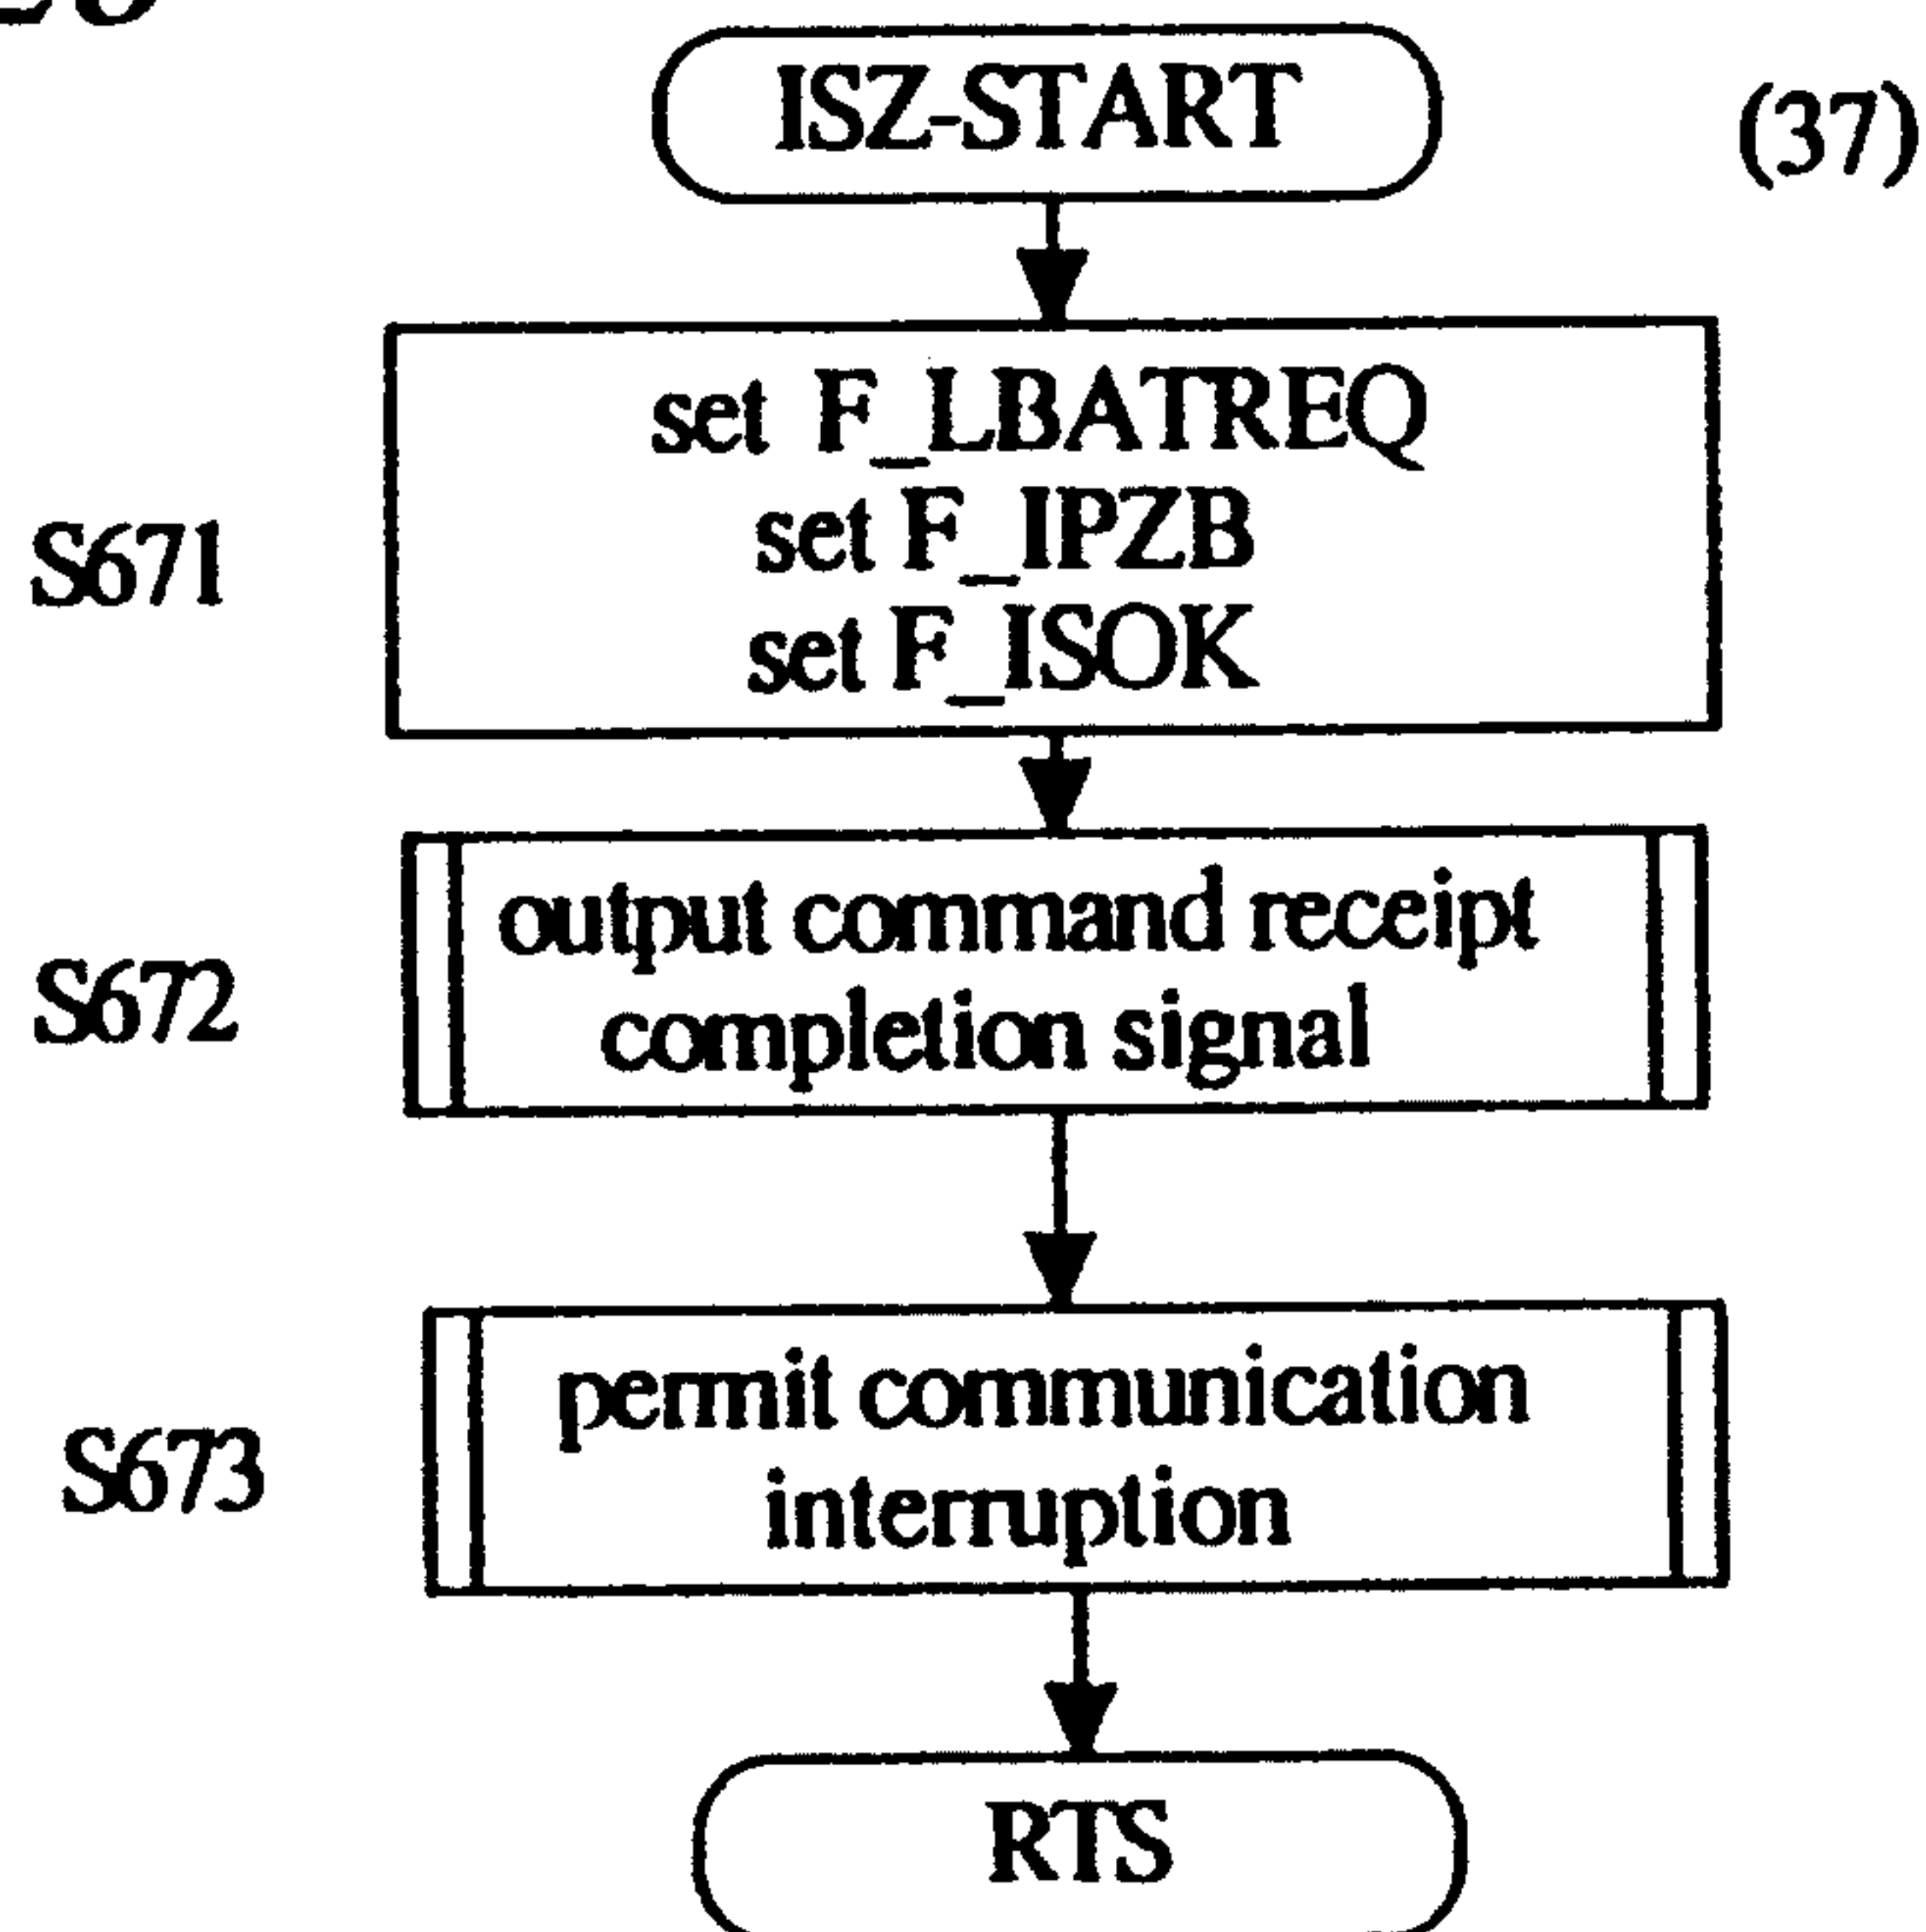 ISZ-START
(37)
set F_LBATREQ
set F_IPZB
set F_ISOK
S671
output command receipt
completion signal
S672
permit communication
interruption
S673
RTS